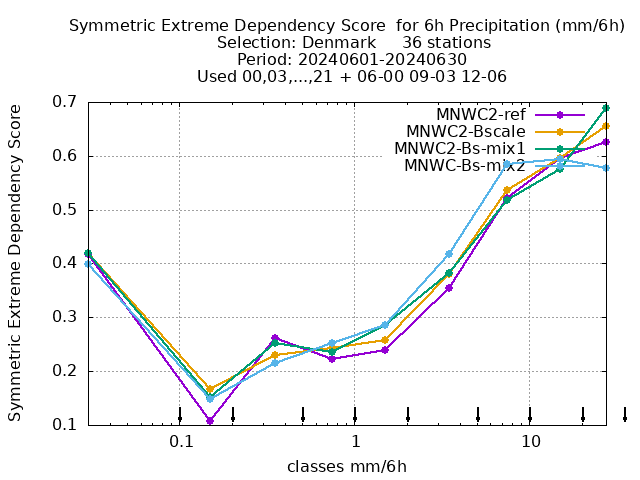 Symmetric Extreme Dependency Score for 6h Precipitation (mm/6h)
Selection: Denmark 36 stations
Period: 20240601-20240630
Used 00,03,...,21 + 06-00 09-03 12-06
Symmetric Extreme Dependency Score
0.7
0.6
0.5
0.4
0.3
0.2
0.1
MNWC2-ref
MNWC2-Bscale
MNWC2-Bs-mix1
MNWC-Bs-mix2
0.1 1 10
classes mm/6h